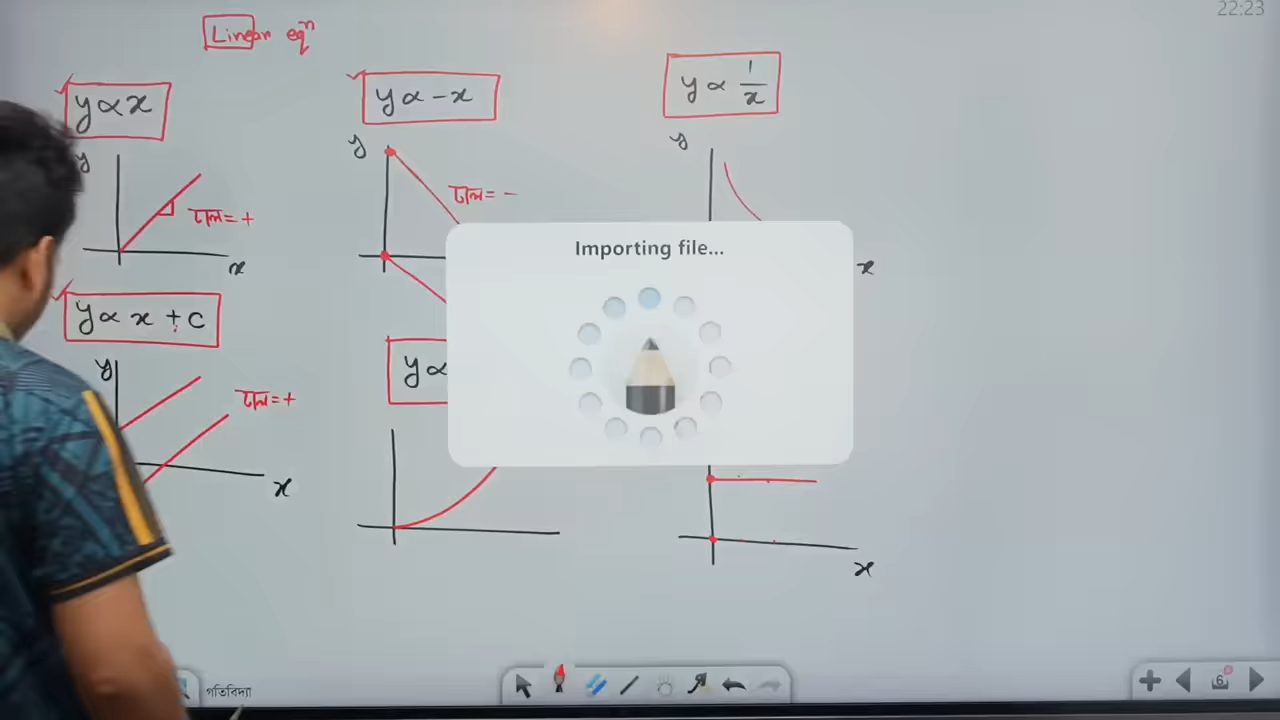 22:23
Linear eqⁿ
y ∝ x
y ∝ -x
y ∝ 1/x
y
y
y
ঢাল = +
ঢাল = -
x
x
Importing file...
y ∝ x + c
y ∝
y
ঢাল = +
x
x
গতিবিদ্যা
6